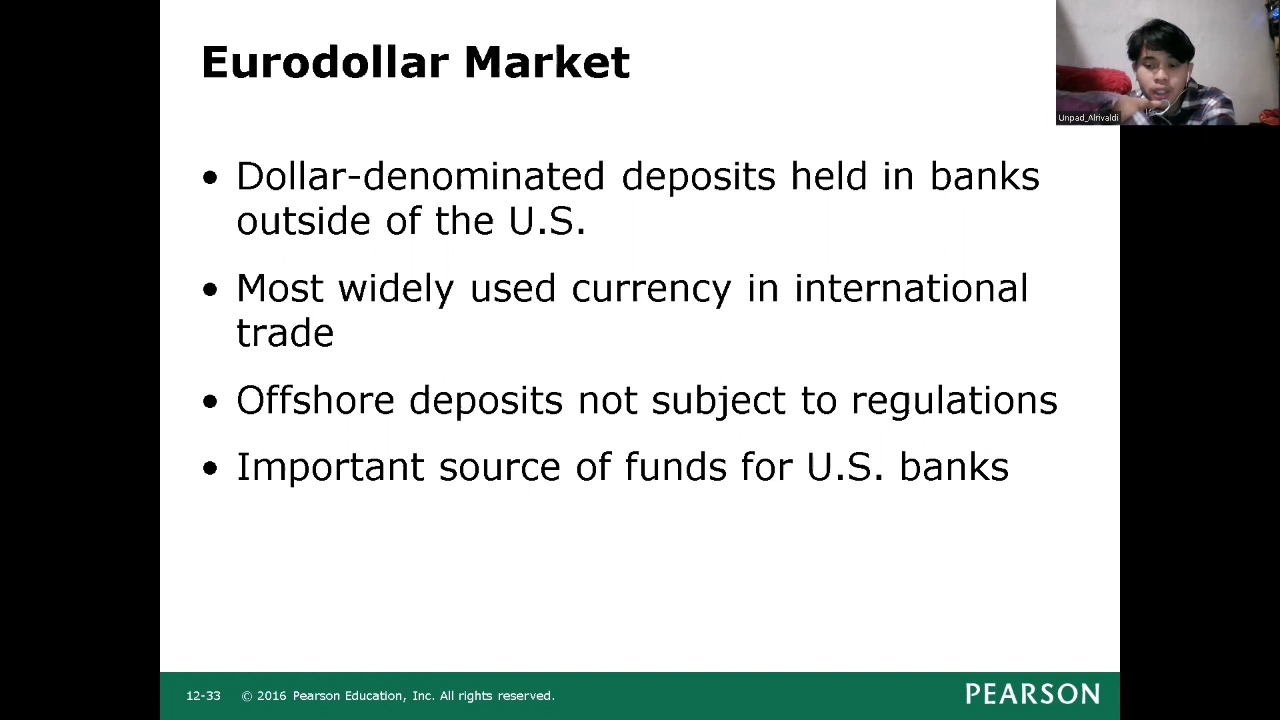 Eurodollar Market
Unpad_Alrivaldi
• Dollar-denominated deposits held in banks
outside of the U.S.
• Most widely used currency in international
trade
• Offshore deposits not subject to regulations
• Important source of funds for U.S. banks
12-33 © 2016 Pearson Education, Inc. All rights reserved.
PEARSON